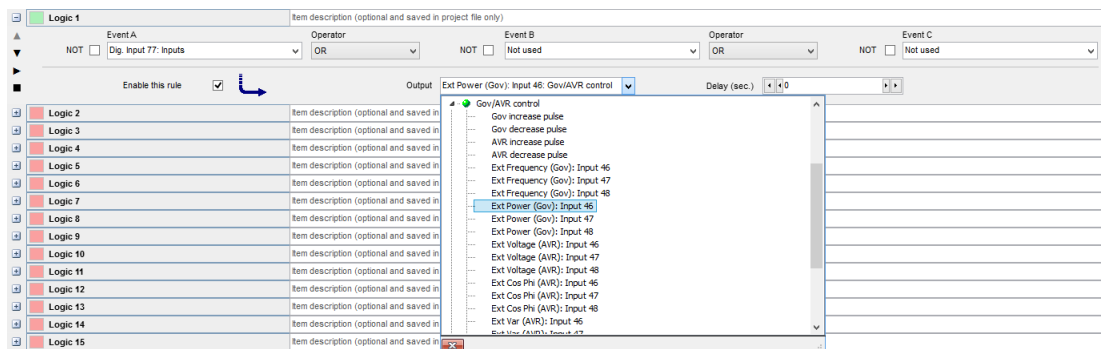 Logic 1 Item description (optional and saved in project file only)
Event A Operator Event B Operator Event C
NOT Dig. Input 77: Inputs OR NOT Not used OR NOT Not used
Enable this rule Output Ext Power (Gov): Input 46: Gov/AVR control Delay (sec.) 0
Gov/AVR control
Gov increase pulse
Gov decrease pulse
AVR increase pulse
AVR decrease pulse
Ext Frequency (Gov): Input 46
Ext Frequency (Gov): Input 47
Ext Frequency (Gov): Input 48
Ext Power (Gov): Input 46
Ext Power (Gov): Input 47
Ext Power (Gov): Input 48
Ext Voltage (AVR): Input 46
Ext Voltage (AVR): Input 47
Ext Voltage (AVR): Input 48
Ext Cos Phi (AVR): Input 46
Ext Cos Phi (AVR): Input 47
Ext Cos Phi (AVR): Input 48
Ext Var (AVR): Input 46
Ext Var (AVR): Input 47
Logic 2 Item description (optional and saved in
Logic 3 Item description (optional and saved in
Logic 4 Item description (optional and saved in
Logic 5 Item description (optional and saved in
Logic 6 Item description (optional and saved in
Logic 7 Item description (optional and saved in
Logic 8 Item description (optional and saved in
Logic 9 Item description (optional and saved in
Logic 10 Item description (optional and saved in
Logic 11 Item description (optional and saved in
Logic 12 Item description (optional and saved in
Logic 13 Item description (optional and saved in
Logic 14 Item description (optional and saved in
Logic 15 Item description (optional and saved in